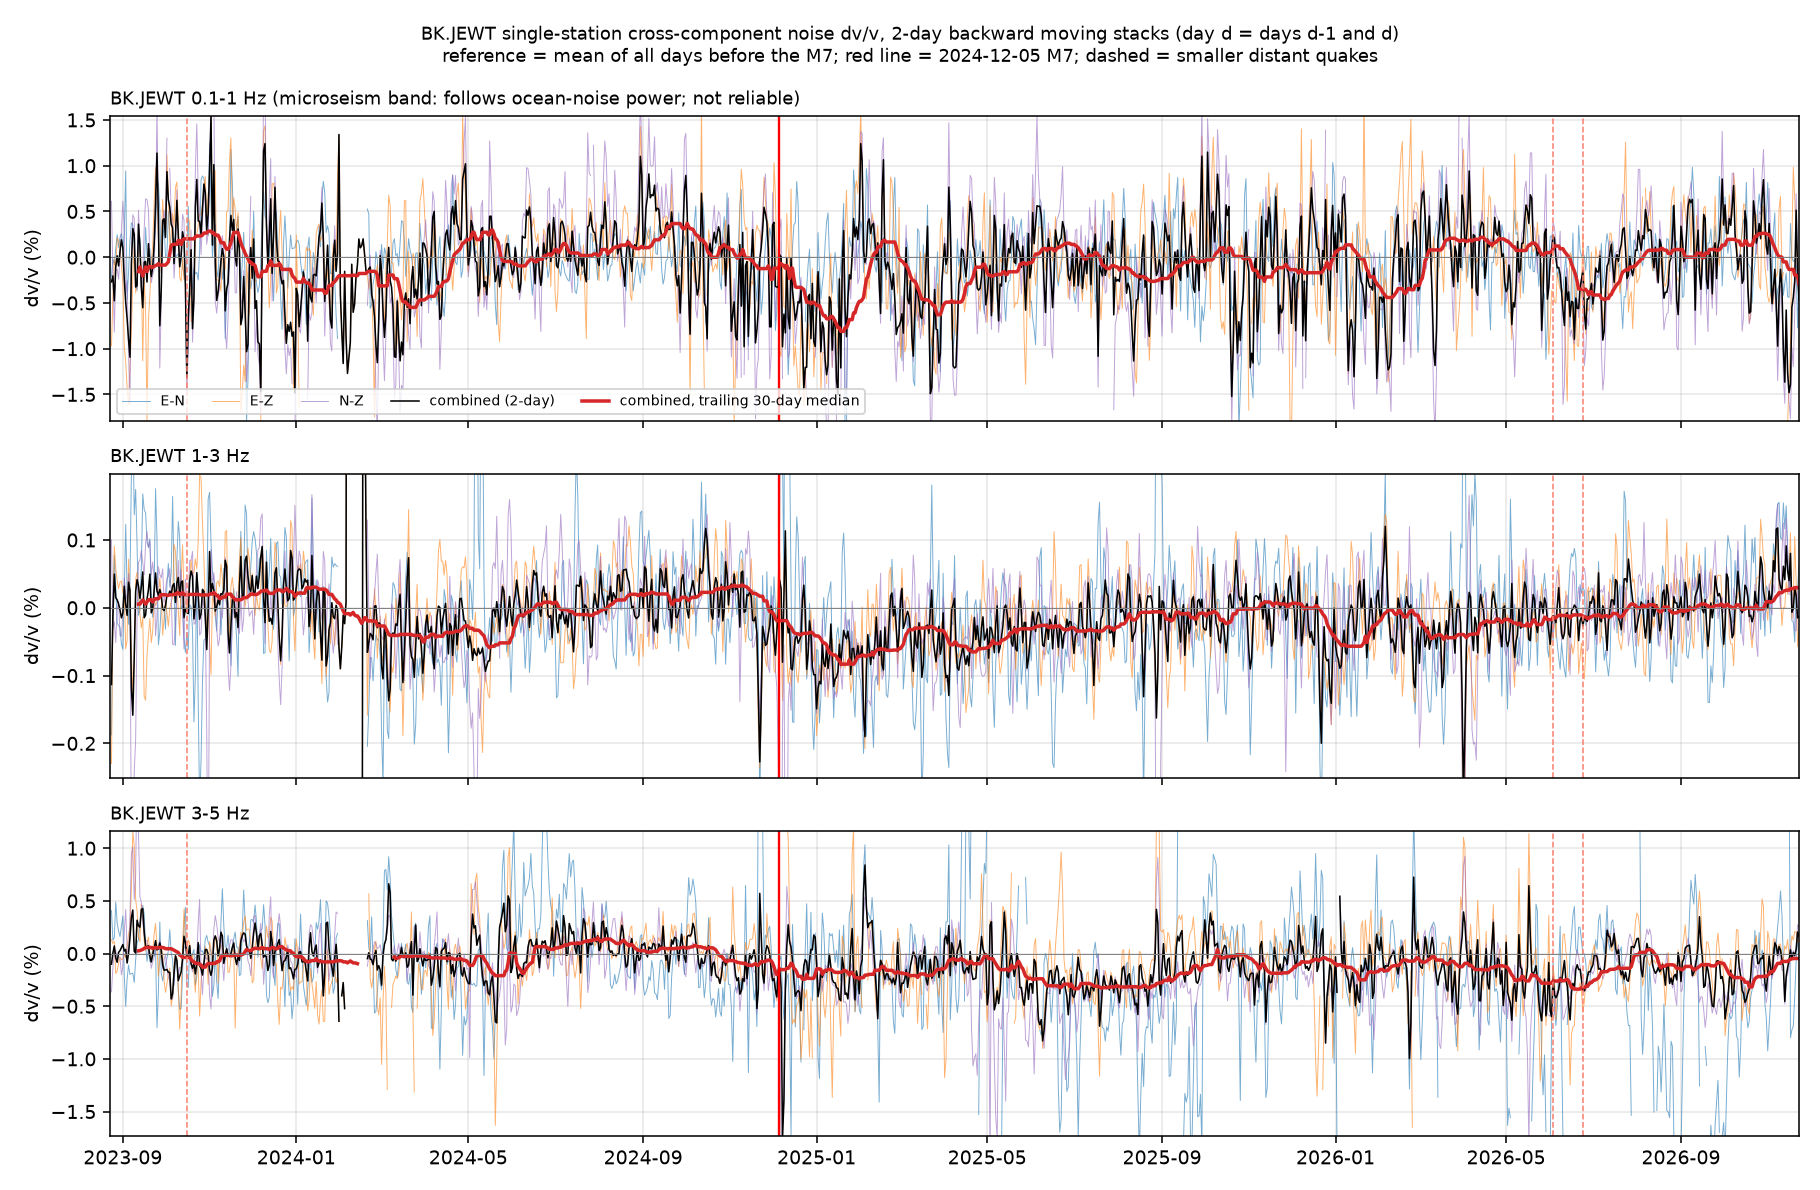 BK.JEWT single-station cross-component noise dv/v, 2-day backward moving stacks (day d = days d-1 and d)
reference = mean of all days before the M7; red line = 2024-12-05 M7; dashed = smaller distant quakes
BK.JEWT 0.1-1 Hz (microseism band: follows ocean-noise power; not reliable)
dv/v (%)
1.5
1.0
0.5
0.0
−0.5
−1.0
−1.5
E-N E-Z N-Z combined (2-day) combined, trailing 30-day median
BK.JEWT 1-3 Hz
dv/v (%)
0.1
0.0
−0.1
−0.2
BK.JEWT 3-5 Hz
dv/v (%)
1.0
0.5
0.0
−0.5
−1.0
−1.5
2023-09 2024-01 2024-05 2024-09 2025-01 2025-05 2025-09 2026-01 2026-05 2026-09